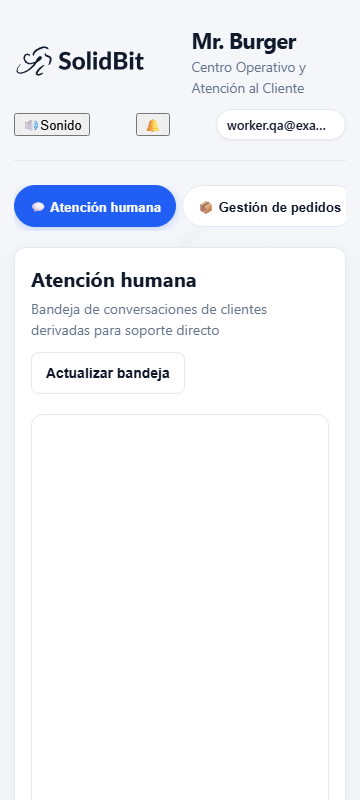 SolidBit
Mr. Burger
Centro Operativo y
Atención al Cliente
Sonido
worker.qa@exa...
Atención humana
Gestión de pedidos
Atención humana
Bandeja de conversaciones de clientes
derivadas para soporte directo
Actualizar bandeja